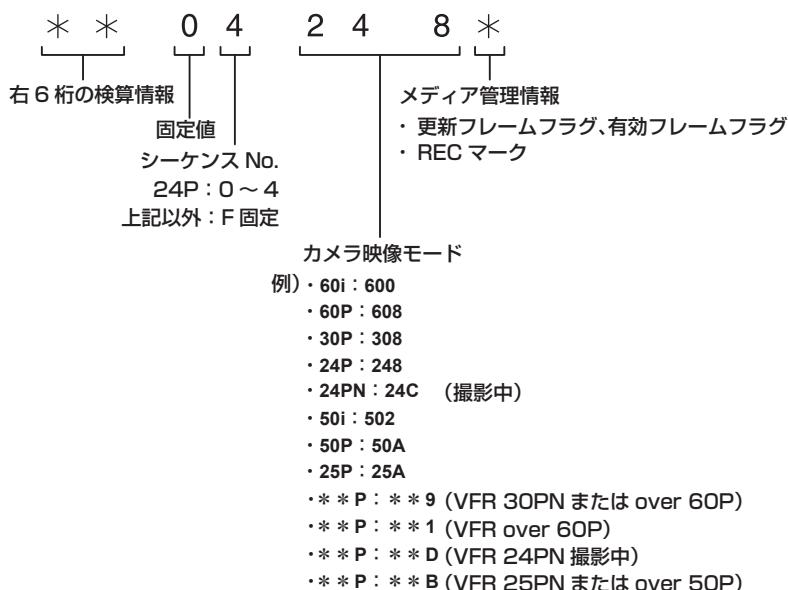 ＊ ＊ 0 4 2 4 8 ＊
右6桁の検算情報
固定値
シーケンス No.
24P：0～4
上記以外：F 固定
メディア管理情報
・ 更新フレームフラグ、有効フレームフラグ
・ REC マーク
カメラ映像モード
例）・60i：600
・60P：608
・30P：308
・24P：248
・24PN：24C （撮影中）
・50i：502
・50P：50A
・25P：25A
・＊＊P：＊＊9（VFR 30PN または over 60P）
・＊＊P：＊＊1（VFR over 60P）
・＊＊P：＊＊D（VFR 24PN 撮影中）
・＊＊P：＊＊B（VFR 25PN または over 50P）